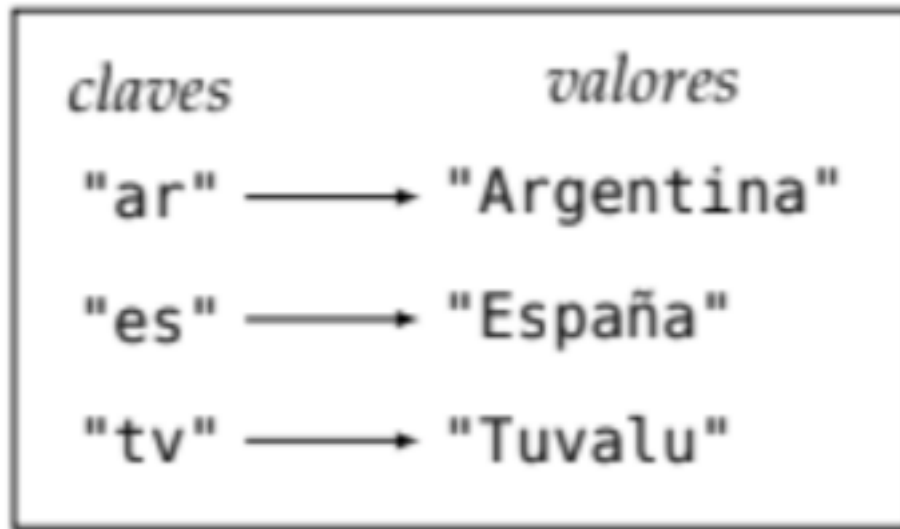 claves valores
"ar" "Argentina"
"es" "España"
"tv" "Tuvalu"